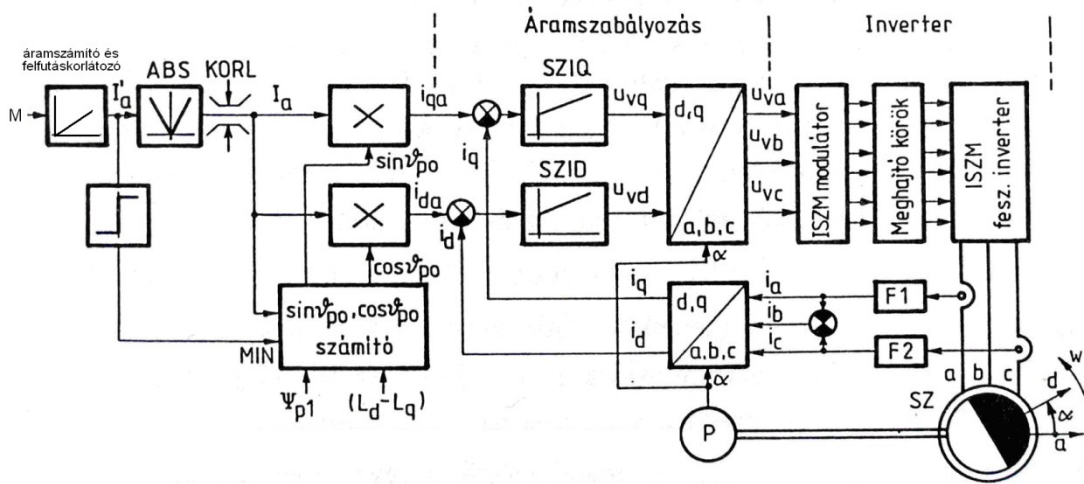 Áramszabályozás
Inverter
áramszámító és
felfutáskorlátozó
ABS
KORL
M
I'a
Ia
iqa
iq
sinϑpo
ida
id
cosϑpo
SZIQ
uvq
SZID
uvd
d,q
a,b,c
α
uva
uvb
uvc
ISZM modulátor
Meghajtó körök
ISZM
fesz. inverter
sinϑpo, cosϑpo
számító
MIN
Ψp1
(Ld-Lq)
iq
id
d,q
a,b,c
α
ia
ib
ic
F1
F2
a
b
c
SZ
P
w
d
α
a